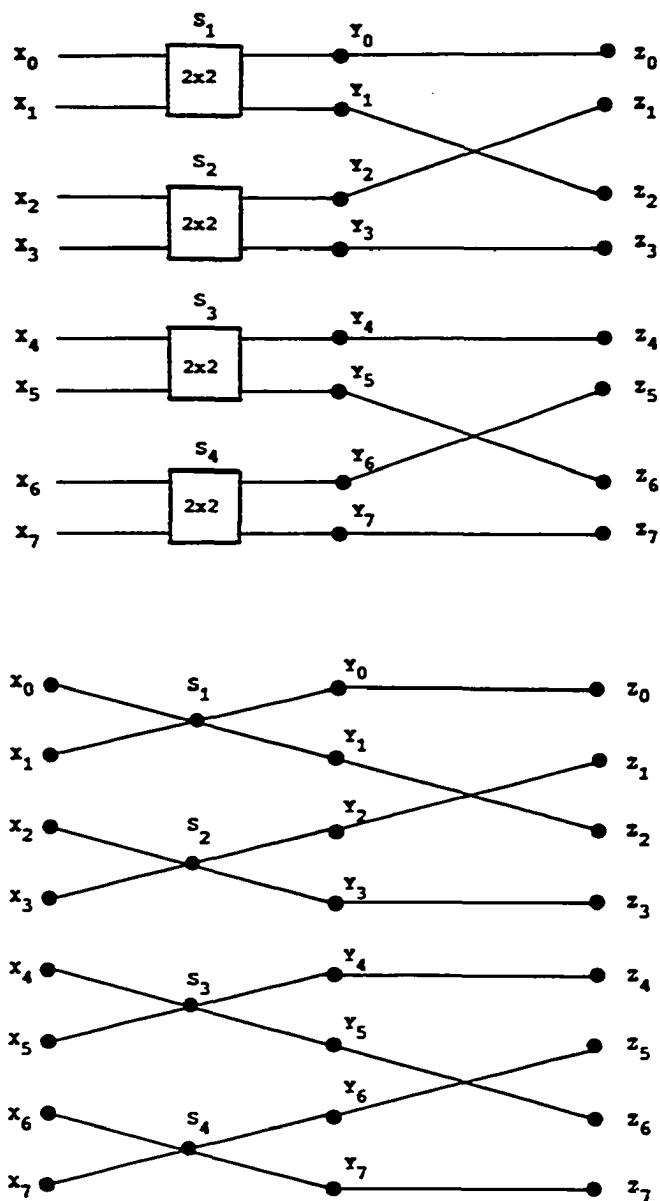 S1
X0 Y0 Z0
2x2
X1 Y1 Z1
S2
X2 Y2 Z2
2x2
X3 Y3 Z3
S3
X4 Y4 Z4
2x2
X5 Y5 Z5
S4
X6 Y6 Z6
2x2
X7 Y7 Z7
X0 S1 Y0 Z0
X1 Y1 Z1
X2 S2 Y2 Z2
X3 Y3 Z3
X4 S3 Y4 Z4
X5 Y5 Z5
X6 S4 Y6 Z6
X7 Y7 Z7